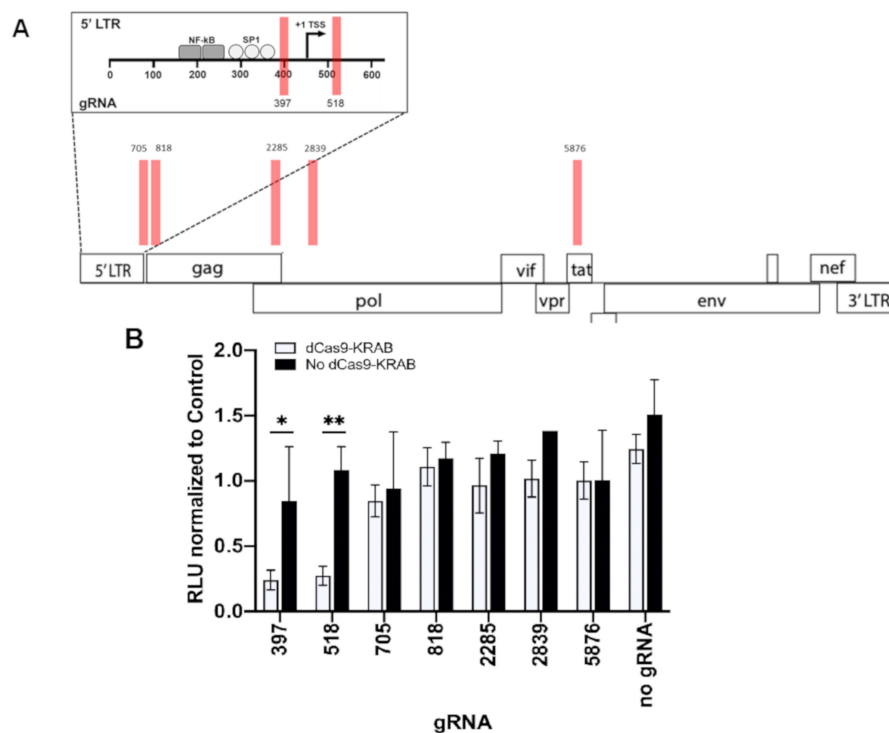 A
5' LTR
+1 TSS
NF-kB
SP1
0 100 200 300 400 500 600
gRNA
397
518
705
818
2285
2839
5876
5' LTR
gag
vif
tat
nef
pol
vpr
env
3' LTR
B
dCas9-KRAB
No dCas9-KRAB
RLU normalized to Control
2.0
1.5
1.0
0.5
0.0
*
**
397
518
705
818
2285
2839
5876
no gRNA
gRNA